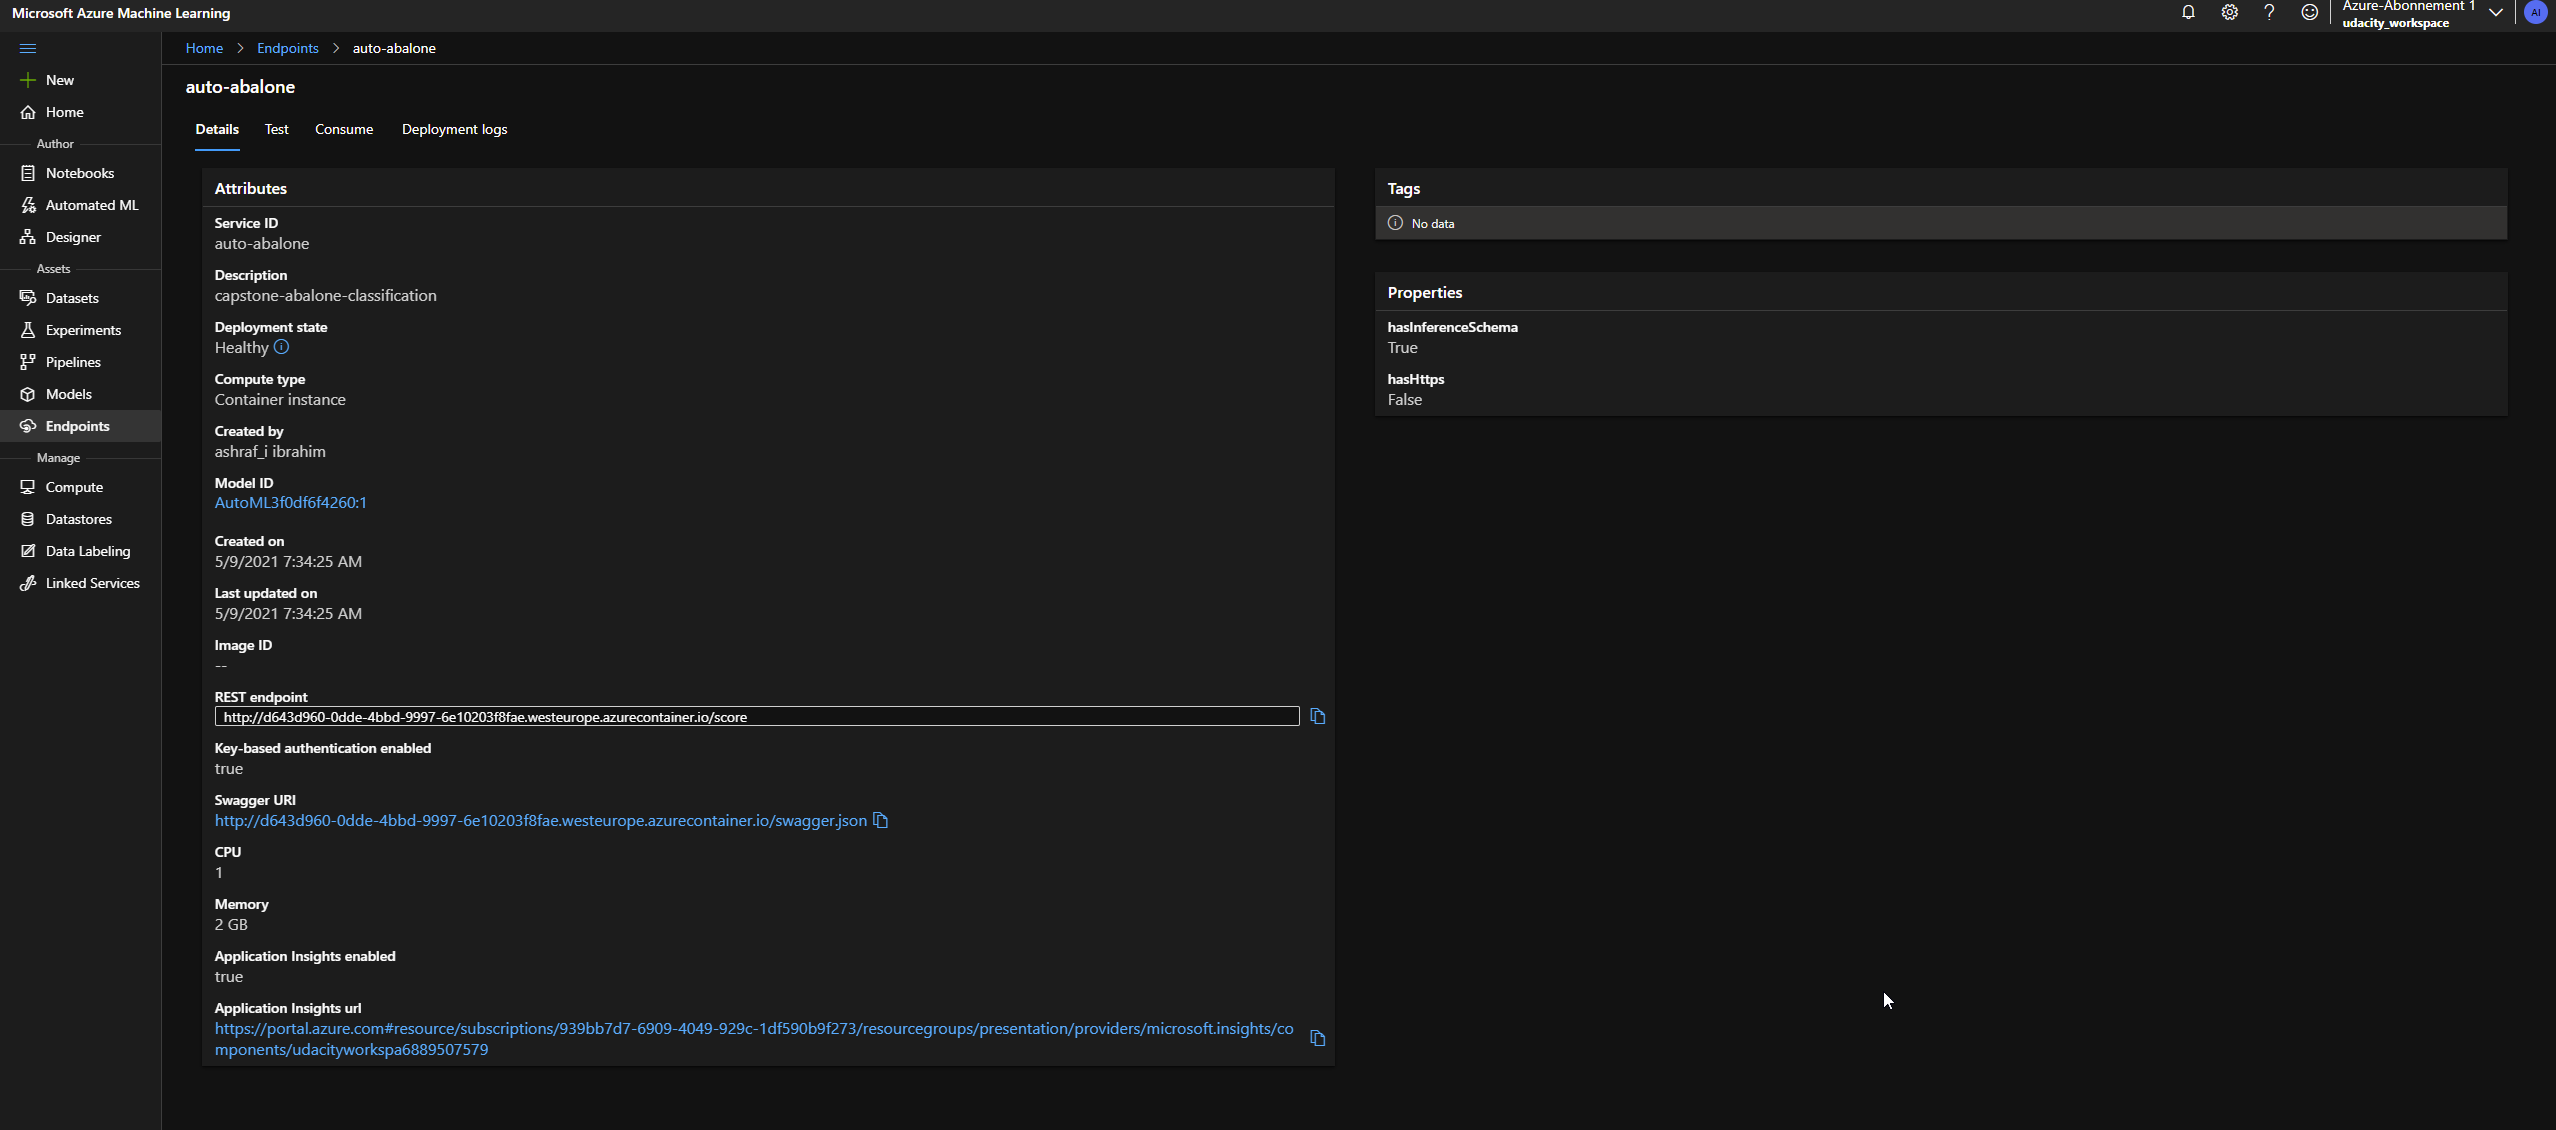 Microsoft Azure Machine Learning
Azure-Abonnement 1
udacity_workspace
AI
Home > Endpoints > auto-abalone
New
Home
Author
Notebooks
Automated ML
Designer
Assets
Datasets
Experiments
Pipelines
Models
Endpoints
Manage
Compute
Datastores
Data Labeling
Linked Services
auto-abalone
Details Test Consume Deployment logs
Attributes
Service ID
auto-abalone
Description
capstone-abalone-classification
Deployment state
Healthy
Compute type
Container instance
Created by
ashraf_i ibrahim
Model ID
AutoML3f0df6f4260:1
Created on
5/9/2021 7:34:25 AM
Last updated on
5/9/2021 7:34:25 AM
Image ID
--
REST endpoint
http://d643d960-0dde-4bbd-9997-6e10203f8fae.westeurope.azurecontainer.io/score
Key-based authentication enabled
true
Swagger URI
http://d643d960-0dde-4bbd-9997-6e10203f8fae.westeurope.azurecontainer.io/swagger.json
CPU
1
Memory
2 GB
Application Insights enabled
true
Application Insights url
https://portal.azure.com#resource/subscriptions/939bb7d7-6909-4049-929c-1df590b9f273/resourcegroups/presentation/providers/microsoft.insights/co
mponents/udacityworkspa6889507579
Tags
No data
Properties
hasInferenceSchema
True
hasHttps
False